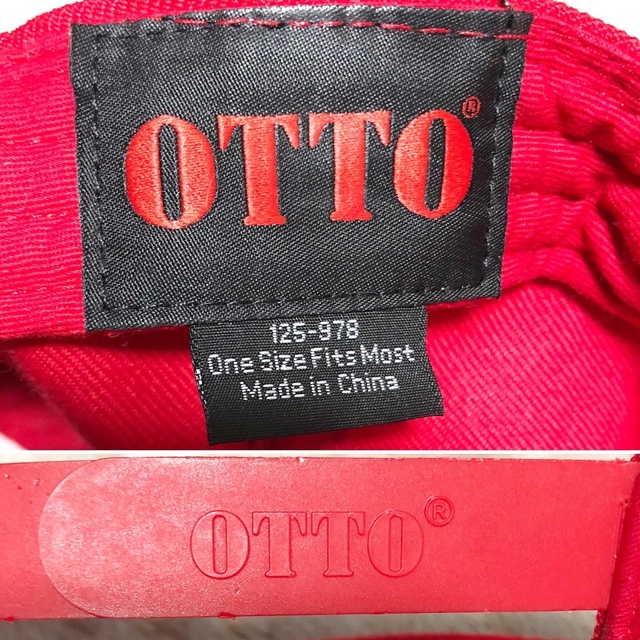 OTTO®
125-978
One Size Fits Most
Made in China
OTTO®